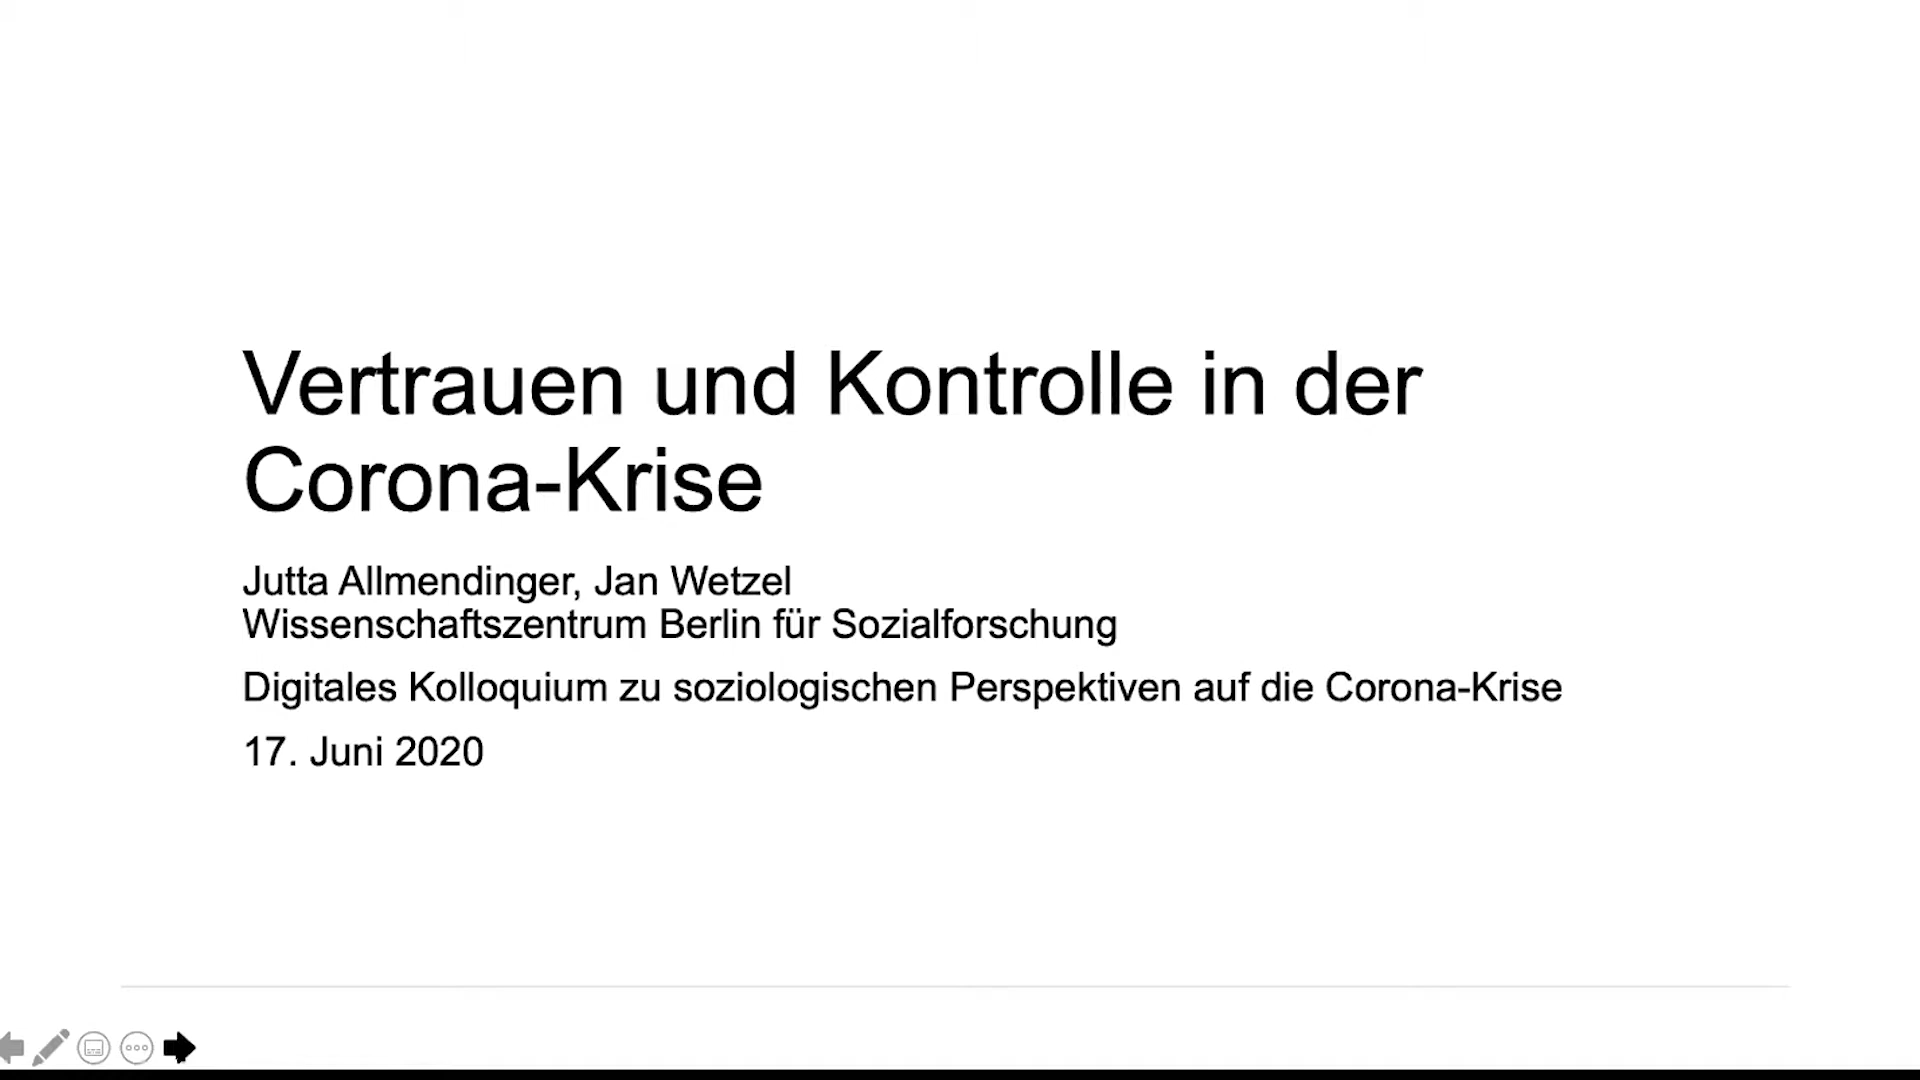 Vertrauen und Kontrolle in der
Corona-Krise
Jutta Allmendinger, Jan Wetzel
Wissenschaftszentrum Berlin für Sozialforschung
Digitales Kolloquium zu soziologischen Perspektiven auf die Corona-Krise
17. Juni 2020